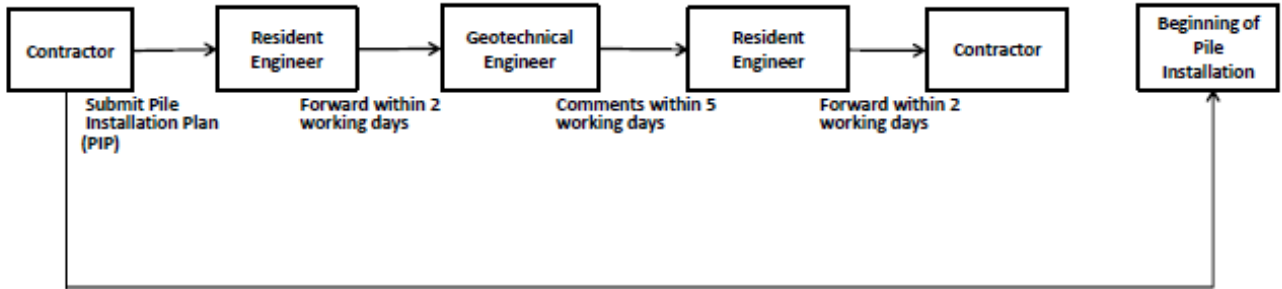 Contractor
Resident
Engineer
Geotechnical
Engineer
Resident
Engineer
Contractor
Beginning of
Pile
Installation
Submit Pile
Installation Plan
(PIP)
Forward within 2
working days
Comments within 5
working days
Forward within 2
working days